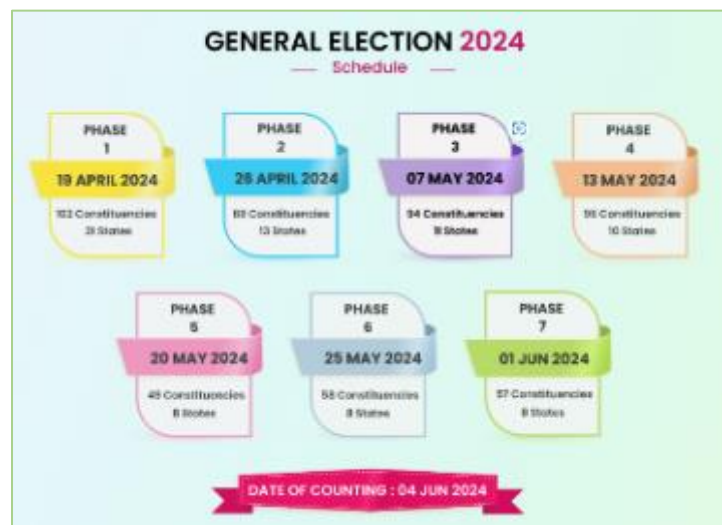 GENERAL ELECTION 2024
Schedule
PHASE
1
19 APRIL 2024
102 Constituencies
21 States
PHASE
2
26 APRIL 2024
Constituencies
13 States
PHASE
3
07 MAY 2024
94 Constituencies
States
PHASE
4
13 MAY 2024
96 Constituencies
10 States
PHASE
5
20 MAY 2024
49 Constituencies
8 States
PHASE
6
25 MAY 2024
58 Constituencies
8 States
PHASE
7
01 JUN 2024
57 Constituencies
8 States
DATE OF COUNTING : 04 JUN 2024